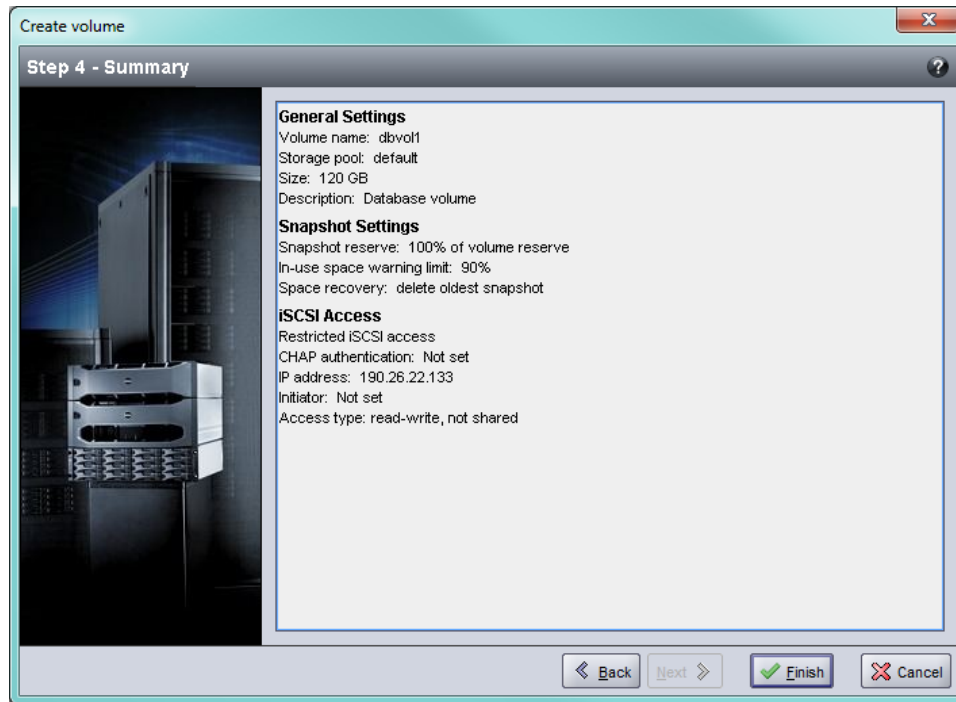 Create volume
Step 4 - Summary
General Settings
Volume name: dbvol1
Storage pool: default
Size: 120 GB
Description: Database volume
Snapshot Settings
Snapshot reserve: 100% of volume reserve
In-use space warning limit: 90%
Space recovery: delete oldest snapshot
iSCSI Access
Restricted iSCSI access
CHAP authentication: Not set
IP address: 190.26.22.133
Initiator: Not set
Access type: read-write, not shared
Back Next Finish Cancel